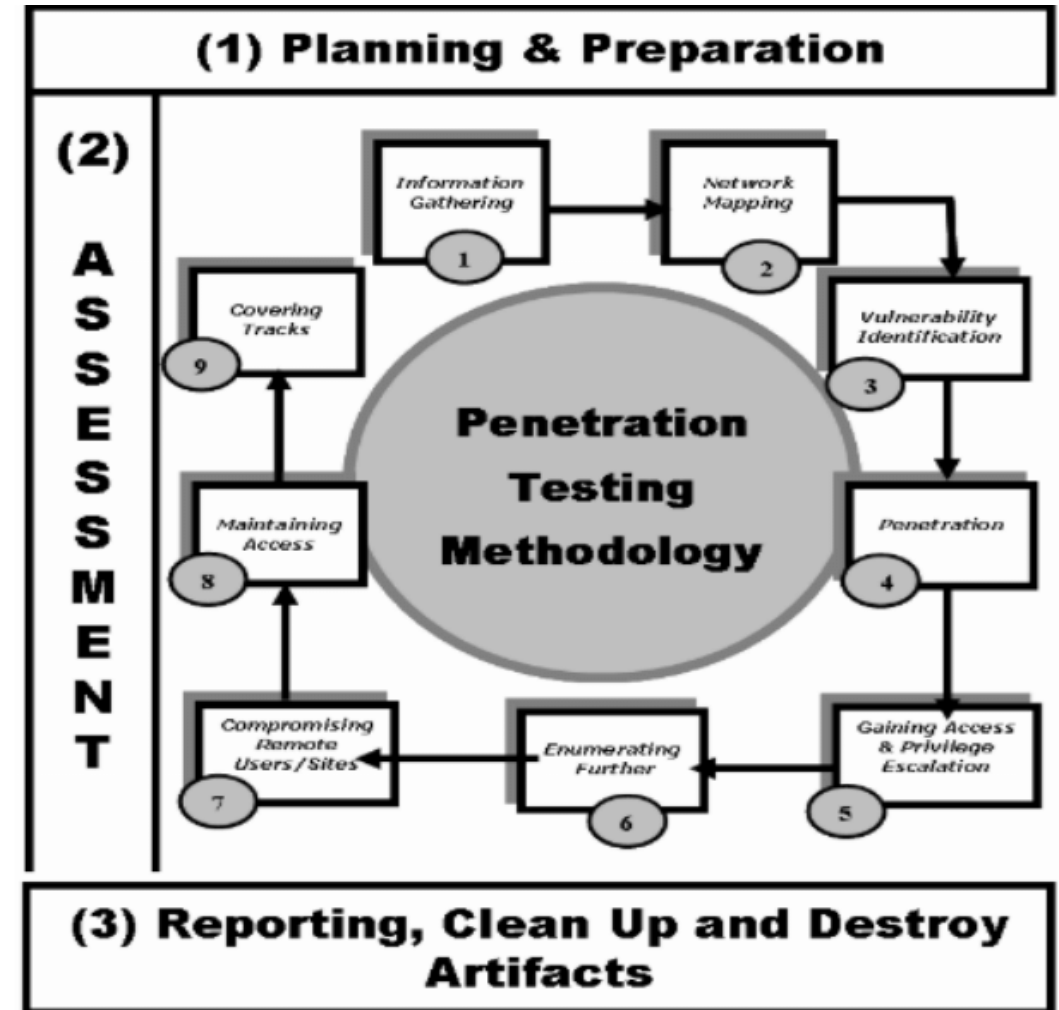 (1) Planning & Preparation
(2)
A
S
S
E
S
S
M
E
N
T
Information
Gathering
1
Network
Mapping
2
Vulnerability
Identification
3
Penetration
4
Gaining Access
& Privilege
Escalation
5
Enumerating
Further
6
Compromising
Remote
Users/Sites
7
Maintaining
Access
8
Covering
Tracks
9
Penetration
Testing
Methodology
(3) Reporting, Clean Up and Destroy
Artifacts